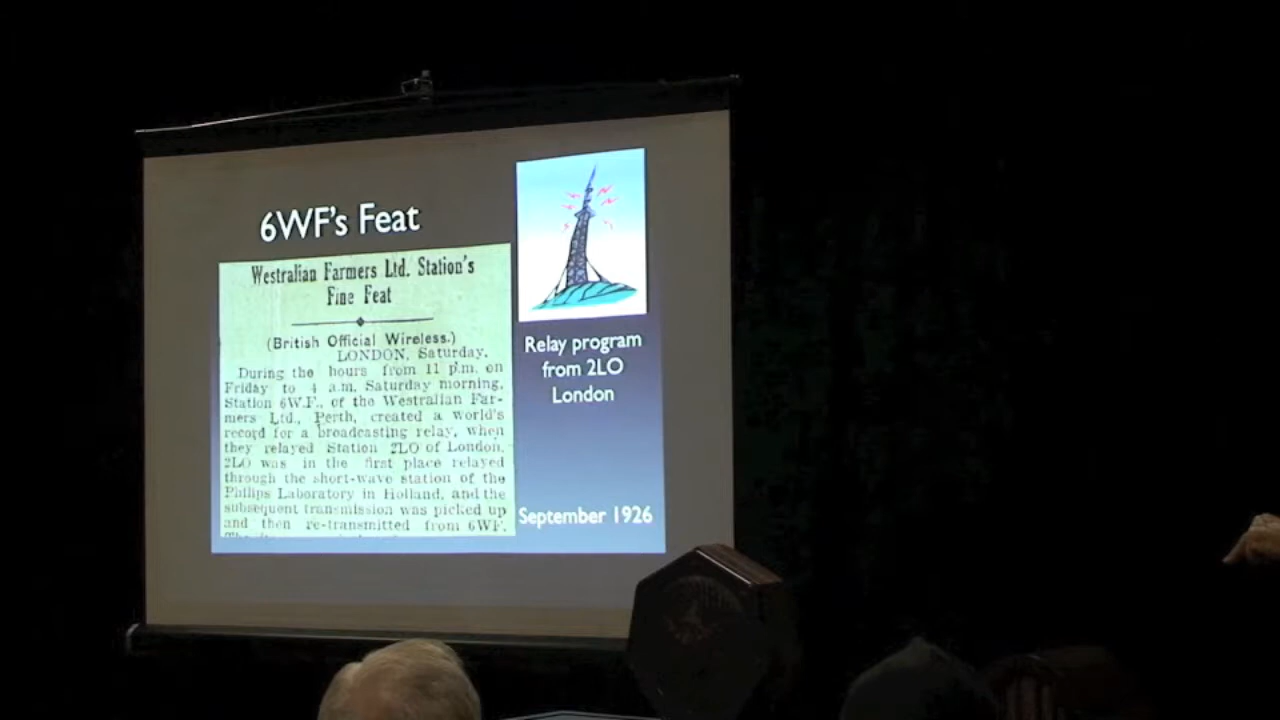 6WF's Feat
Westralian Farmers Ltd. Station's
Fine Feat
(British Official Wireless.)
LONDON, Saturday.
During the hours from 11 p.m. on
Friday to 4 a.m. Saturday morning,
Station 6W.F., of the Westralian Far-
mers Ltd., Perth, created a world's
record for a broadcasting relay, when
they relayed Station 2LO of London.
2LO was in the first place relayed
through the short-wave station of the
Philips Laboratory in Holland, and the
subsequent transmission was picked up
and then re-transmitted from 6WF.
Relay program
from 2LO
London
September 1926